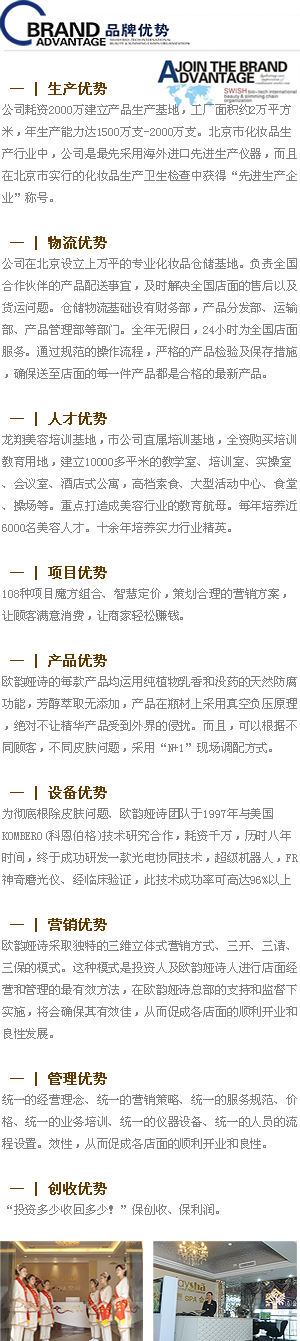 BRAND 品牌优势
ADVANTAGE
JOIN THE BRAND
ADVANTAGE
SWISH bio-tech international
beauty & slimming chain
organization
— | 生产优势
公司耗资2000万建立产品生产基地，工厂面积约2万平方
米，年生产能力达1500万支-2000万支。北京市化妆品生
产行业中，公司是最先采用海外进口先进生产仪器，而且
在北京市实行的化妆品生产卫生检查中获得“先进生产企
业”称号。
— | 物流优势
公司在北京设立上万平的专业化妆品仓储基地。负责全国
合作伙伴的产品配送事宜，及时解决全国店面的售后以及
货运问题。仓储物流基础设有财务部，产品分发部、运输
部、产品管理部等部门。全年无假日，24小时为全国店面
服务。通过规范的操作流程，严格的产品检验及保存措施
，确保送至店面的每一件产品都是合格的最新产品。
— | 人才优势
龙翔美容培训基地，市公司直属培训基地，全资购买培训
教育用地，建立10000多平米的教学室、培训室、实操室
、会议室、酒店式公寓，高档素食、大型活动中心、食堂
、操场等。重点打造成美容行业的教育航母。每年培养近
6000名美容人才。十余年培养实力行业精英。
— | 项目优势
108种项目魔方组合、智慧定价，策划合理的营销方案，
让顾客满意消费，让商家轻松赚钱。
— | 产品优势
欧韵娅诗的每款产品均运用纯植物乳香和没药的天然防腐
功能，芳醇萃取无添加，产品在瓶材上采用真空负压原理
，绝对不让精华产品受到外界的侵扰。而且，可以根据不
同顾客，不同皮肤问题，采用“N+1”现场调配方式。
— | 设备优势
为彻底根除皮肤问题、欧韵娅诗团队于1997年与美国
KOMBERO(科恩伯格)技术研究合作，耗资千万，历时八年
时间，终于成功研发一款光电协同技术，超级机器人，FR
神奇磨光仪、经临床验证，此技术成功率可高达96%以上
— | 营销优势
欧韵娅诗采取独特的三维立体式营销方式、三开、三请、
三保的模式。这种模式是投资人及欧韵娅诗人进行店面经
营和管理的最有效方法，在欧韵娅诗总部的支持和监督下
实施，将会确保其有效佳，从而促成各店面的顺利开业和
良性发展。
— | 管理优势
统一的经营理念、统一的营销策略、统一的服务规范、价
格、统一的业务培训、统一的仪器设备、统一的人员的流
程设置。效性，从而促成各店面的顺利开业和良性。
— | 创收优势
“投资多少收回多少！”保创收、保利润。